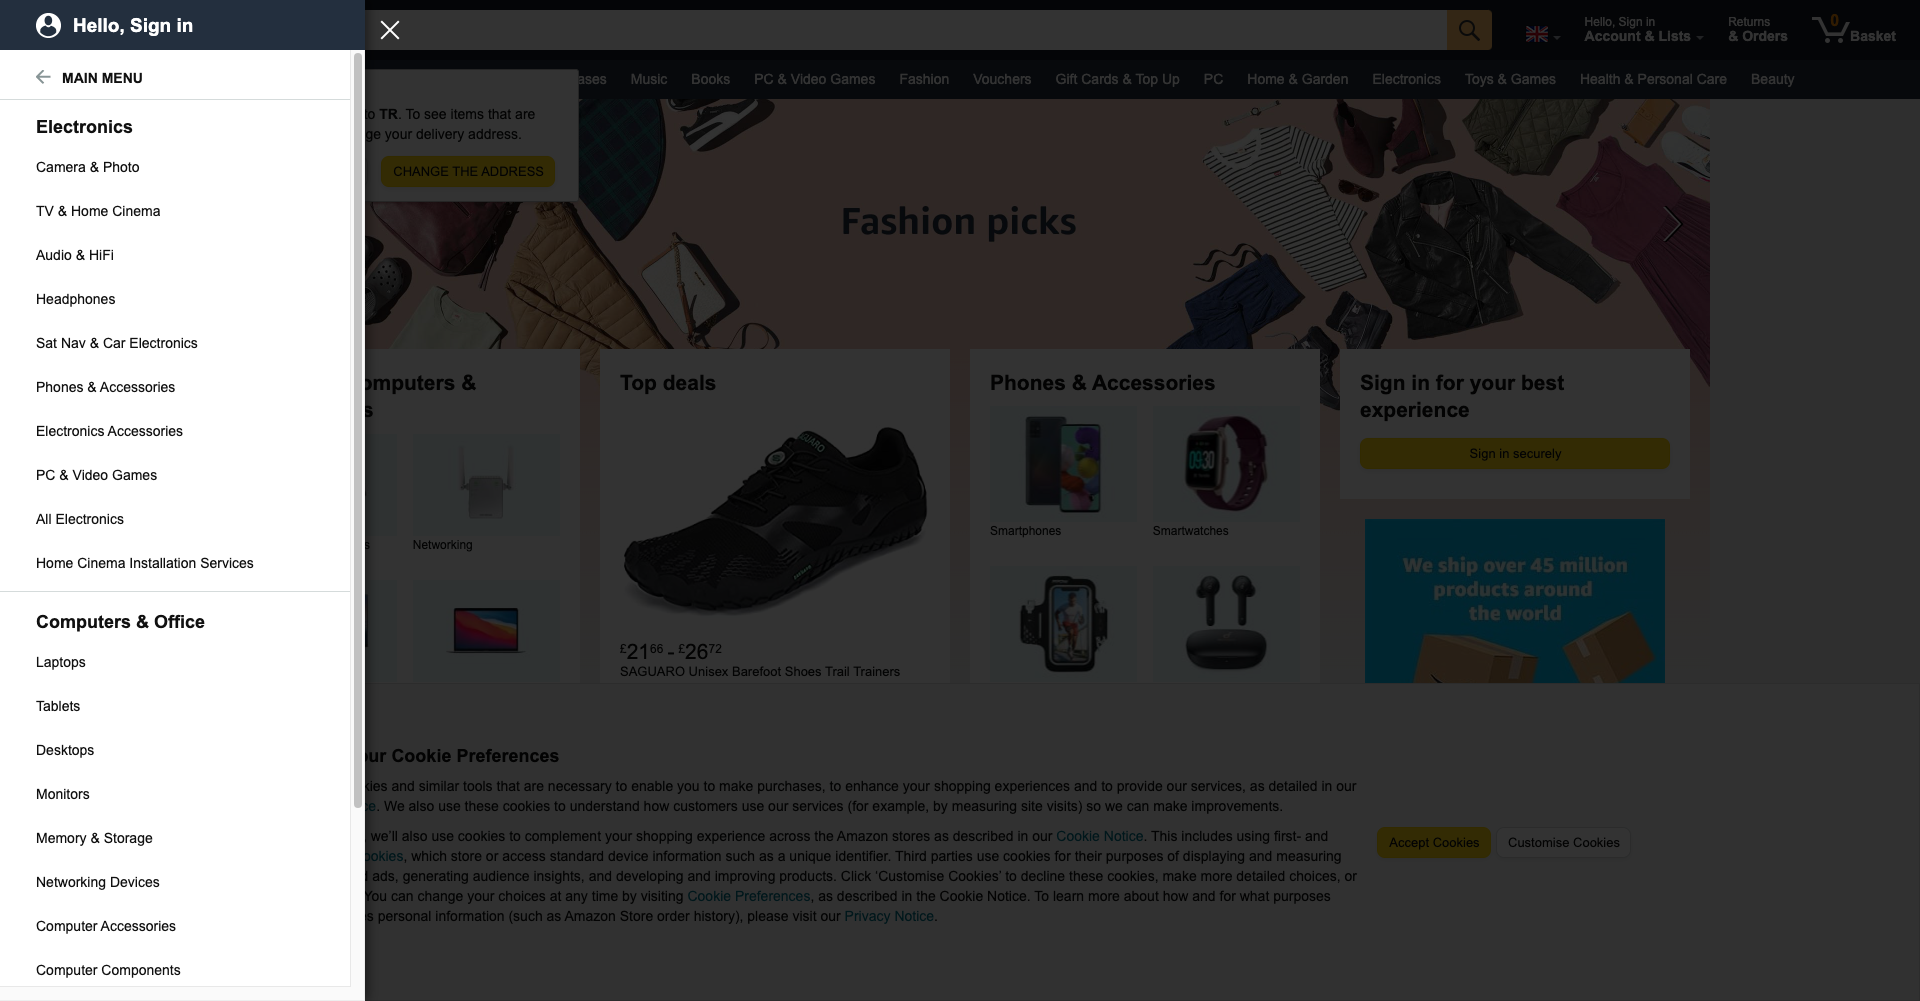 Hello, Sign in
MAIN MENU
Electronics
Camera & Photo
TV & Home Cinema
Audio & HiFi
Headphones
Sat Nav & Car Electronics
Phones & Accessories
Electronics Accessories
PC & Video Games
All Electronics
Home Cinema Installation Services
Computers & Office
Laptops
Tablets
Desktops
Monitors
Memory & Storage
Networking Devices
Computer Accessories
Computer Components
Hello, Sign in
Account & Lists
Returns
& Orders
0
Basket
Music Books PC & Video Games Fashion Vouchers Gift Cards & Top Up PC Home & Garden Electronics Toys & Games Health & Personal Care Beauty
to TR. To see items that are
your delivery address.
CHANGE THE ADDRESS
Fashion picks
omputers &
Networking
Top deals
£21 66 - £26 72
SAGUARO Unisex Barefoot Shoes Trail Trainers
Phones & Accessories
09:30
Smartphones
Smartwatches
Sign in for your best
experience
Sign in securely
We ship over 45 million
products around
the world
our Cookie Preferences
kies and similar tools that are necessary to enable you to make purchases, to enhance your shopping experiences and to provide our services, as detailed in our
. We also use these cookies to understand how customers use our services (for example, by measuring site visits) so we can make improvements.
we'll also use cookies to complement your shopping experience across the Amazon stores as described in our Cookie Notice. This includes using first- and
ookies, which store or access standard device information such as a unique identifier. Third parties use cookies for their purposes of displaying and measuring
ads, generating audience insights, and developing and improving products. Click ‘Customise Cookies’ to decline these cookies, make more detailed choices, or
You can change your choices at any time by visiting Cookie Preferences, as described in the Cookie Notice. To learn more about how and for what purposes
personal information (such as Amazon Store order history), please visit our Privacy Notice.
Accept Cookies
Customise Cookies